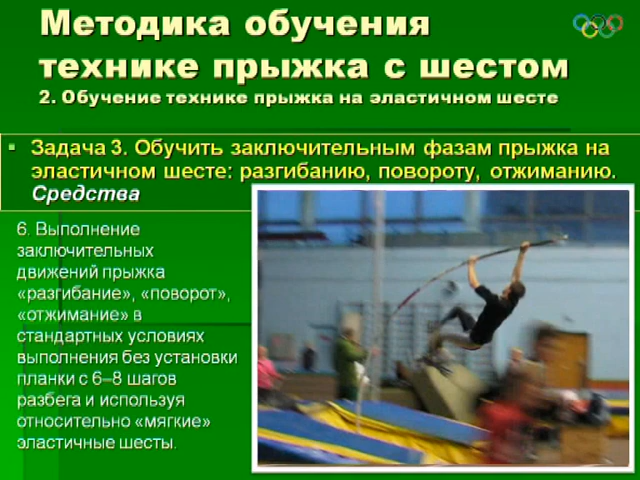 Методика обучения
технике прыжка с шестом
2. Обучение технике прыжка на эластичном шесте
Задача 3. Обучить заключительным фазам прыжка на
эластичном шесте: разгибанию, повороту, отжиманию.
Средства
6. Выполнение
заключительных
движений прыжка
«разгибание», «поворот»,
«отжимание» в
стандартных условиях
выполнения без установки
планки с 6–8 шагов
разбега и используя
относительно «мягкие»
эластичные шесты.